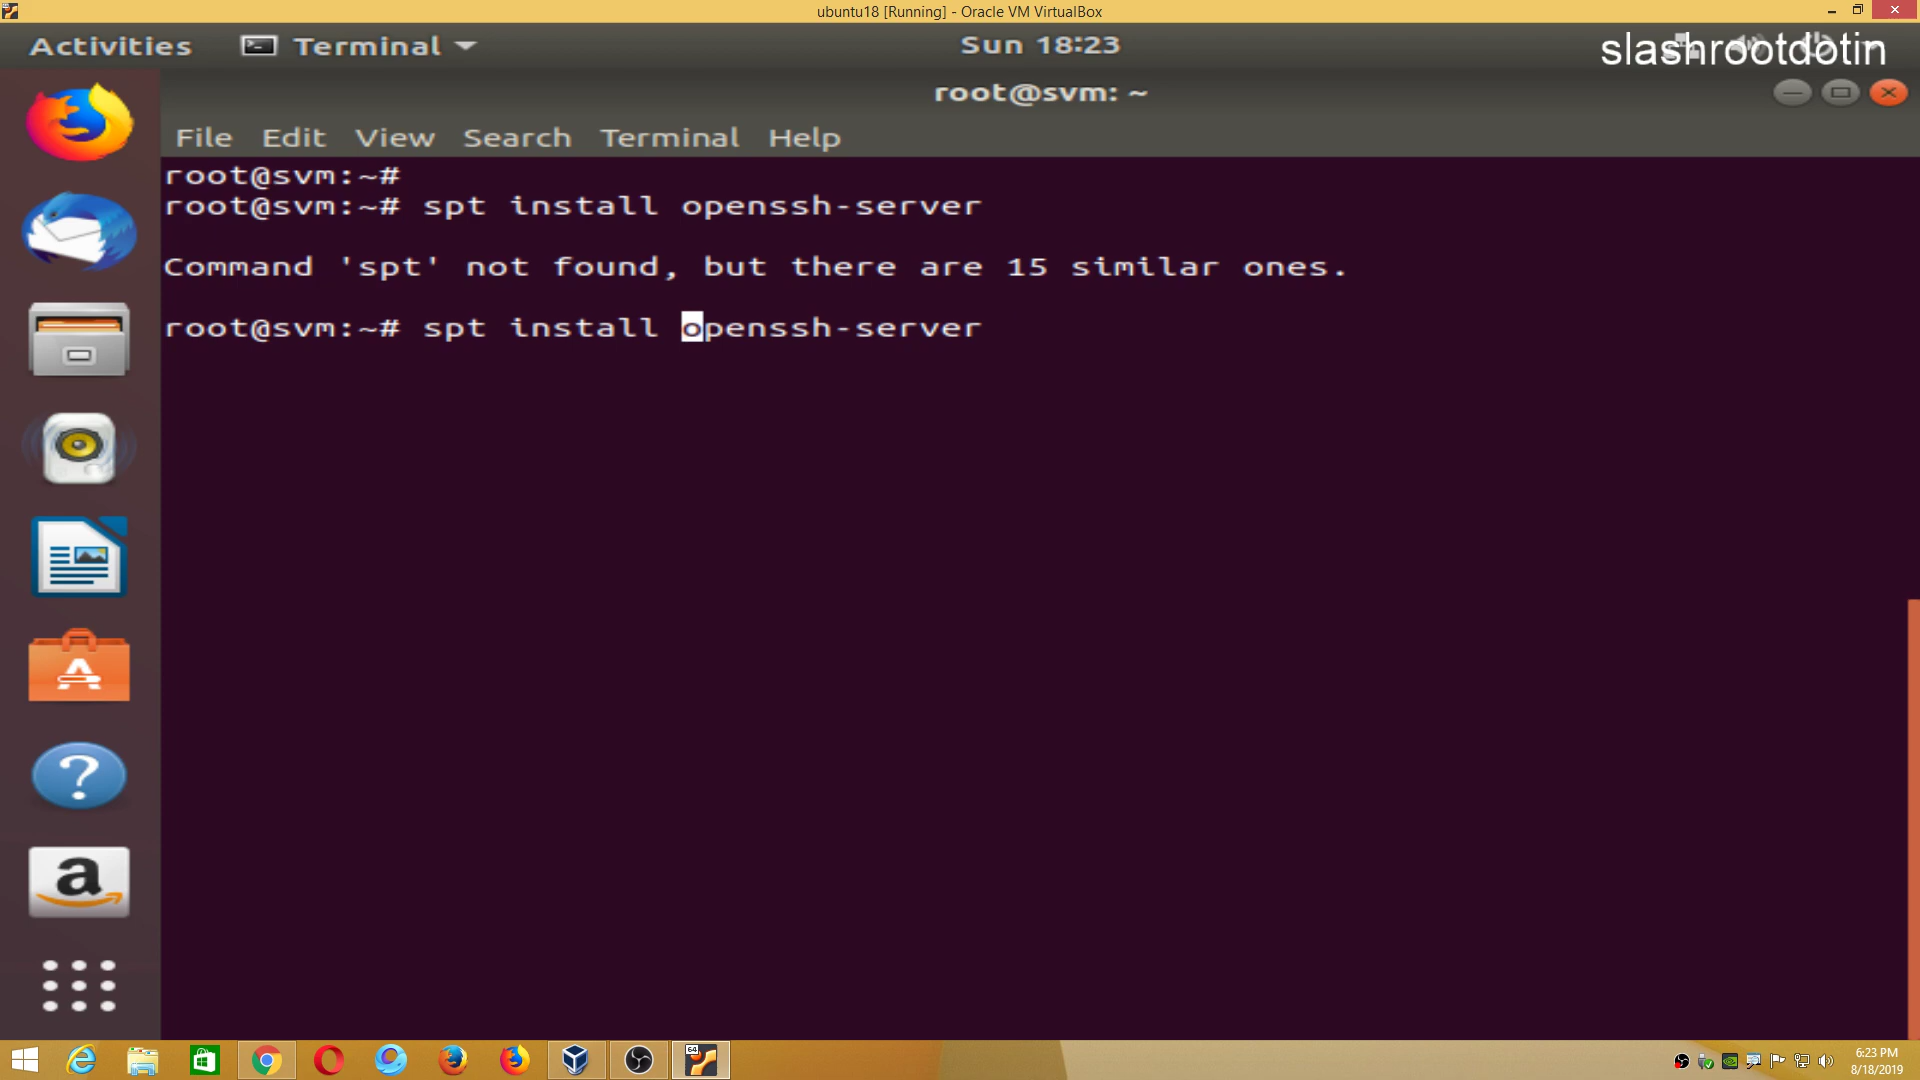 ubuntu18 [Running] - Oracle VM VirtualBox
Activities
Terminal
Sun 18:23
slashrootdotin
root@svm: ~
File Edit View Search Terminal Help
root@svm:~#
root@svm:~# spt install openssh-server
Command 'spt' not found, but there are 15 similar ones.
root@svm:~# spt install openssh-server
?
a
64
6:23 PM
8/18/2019